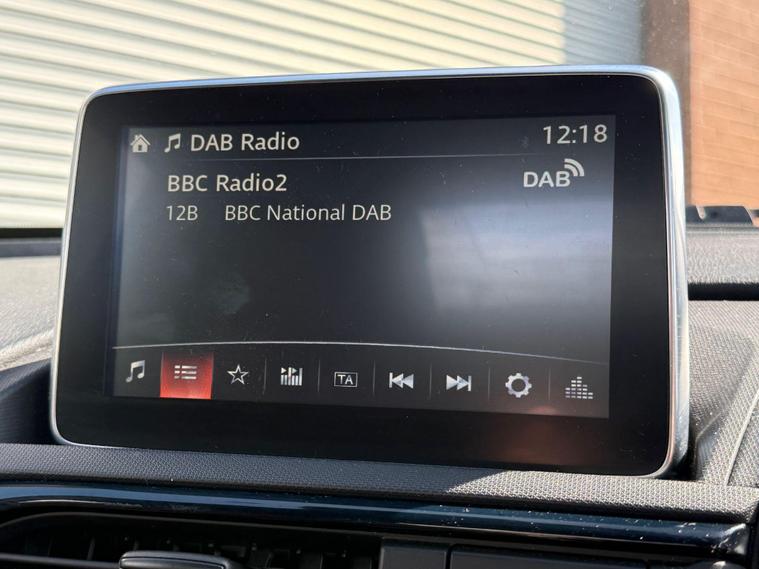 DAB Radio 12:18
BBC Radio2 DAB
12B BBC National DAB
TA